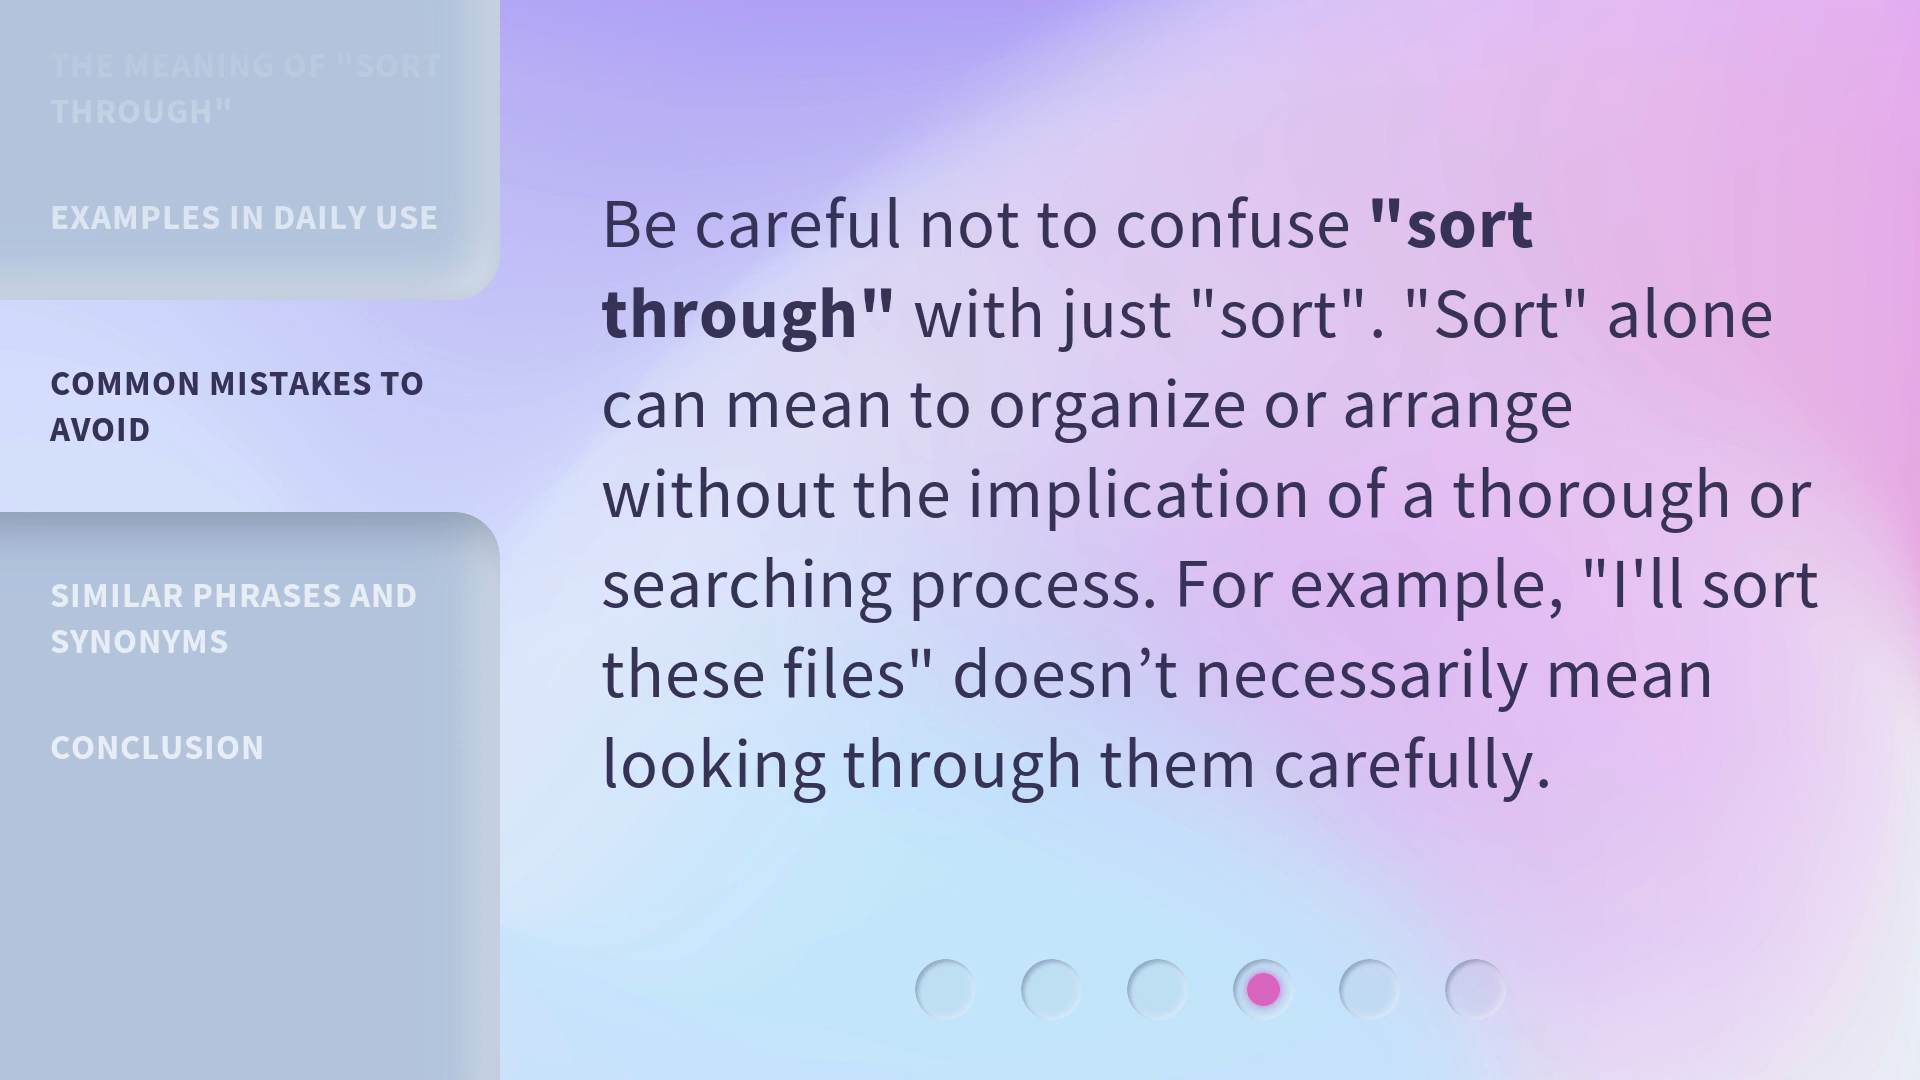 THE MEANING OF "SORT
THROUGH"
EXAMPLES IN DAILY USE
COMMON MISTAKES TO
AVOID
SIMILAR PHRASES AND
SYNONYMS
CONCLUSION
Be careful not to confuse "sort
through" with just "sort". "Sort" alone
can mean to organize or arrange
without the implication of a thorough or
searching process. For example, "I'll sort
these files" doesn’t necessarily mean
looking through them carefully.